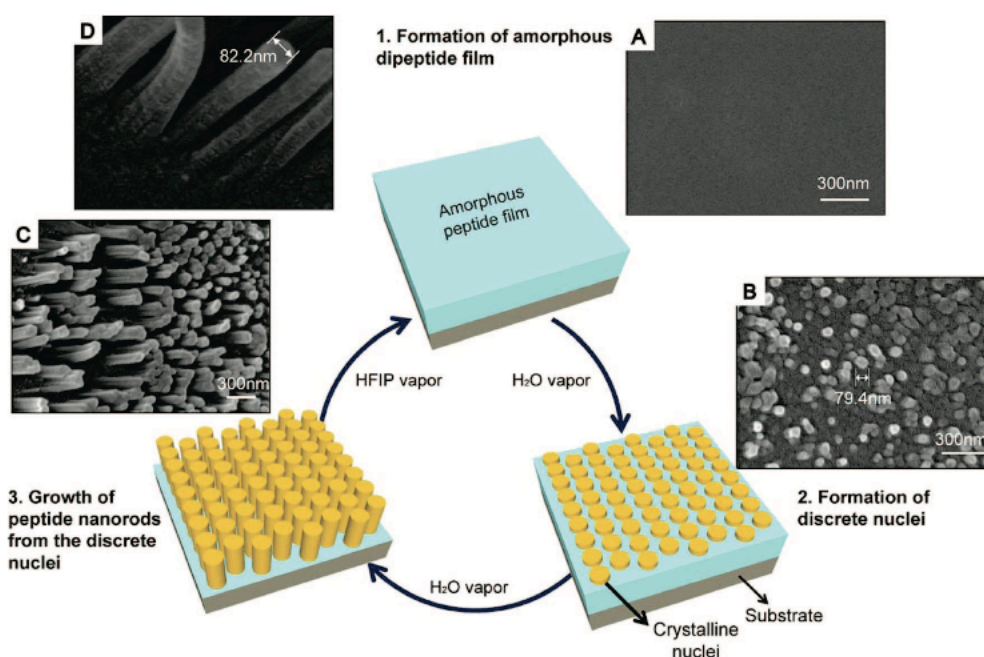 D
82.2nm
1. Formation of amorphous
dipeptide film
A
300nm
Amorphous
peptide film
C
300nm
B
79.4nm
300nm
HFIP vapor
H₂O vapor
3. Growth of
peptide nanorods
from the discrete
nuclei
2. Formation of
discrete nuclei
H₂O vapor
Substrate
Crystalline
nuclei